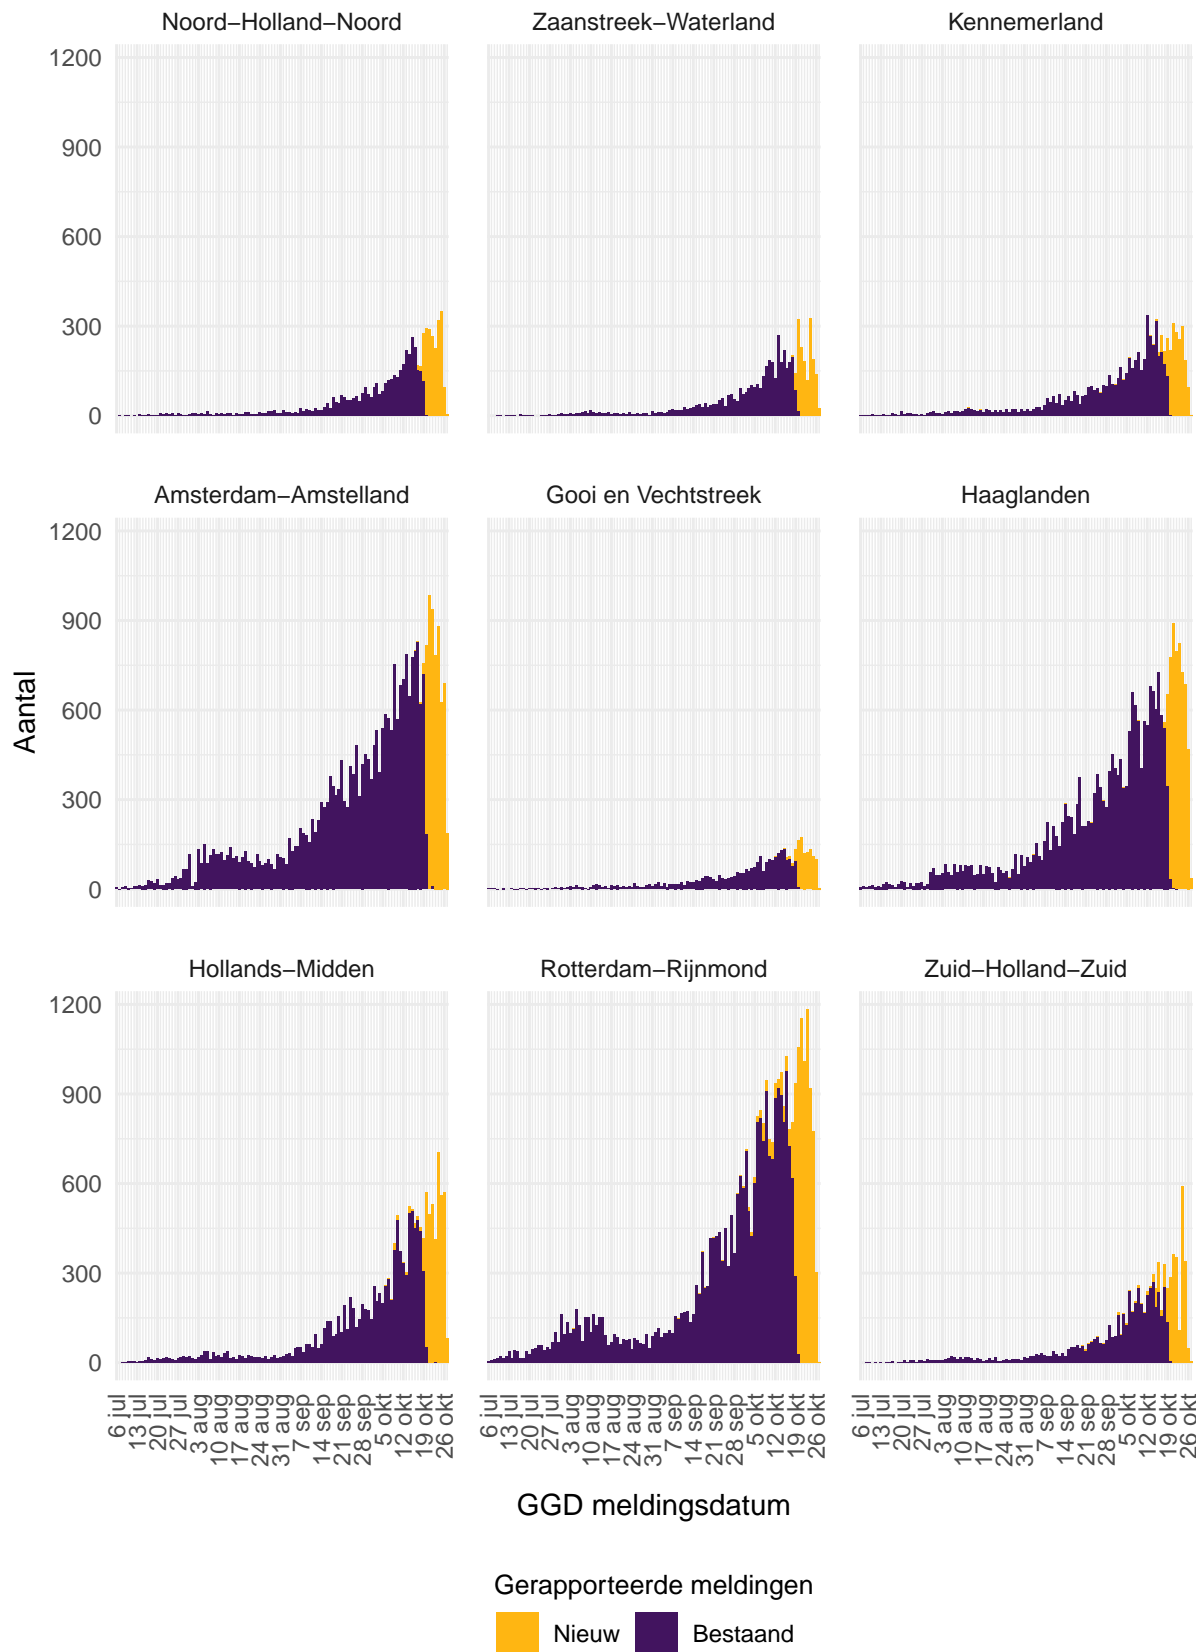 Noord−Holland−Noord Zaanstreek−Waterland Kennemerland
1200
900
600
300
0
Amsterdam−Amstelland Gooi en Vechtstreek Haaglanden
1200
900
600
300
0
Aantal
Hollands−Midden Rotterdam−Rijnmond Zuid−Holland−Zuid
1200
900
600
300
0
6 jul 13 jul 20 jul 27 jul 3 aug 10 aug 17 aug 24 aug 31 aug 7 sep 14 sep 21 sep 28 sep 5 okt 12 okt 19 okt 26 okt
6 jul 13 jul 20 jul 27 jul 3 aug 10 aug 17 aug 24 aug 31 aug 7 sep 14 sep 21 sep 28 sep 5 okt 12 okt 19 okt 26 okt
6 jul 13 jul 20 jul 27 jul 3 aug 10 aug 17 aug 24 aug 31 aug 7 sep 14 sep 21 sep 28 sep 5 okt 12 okt 19 okt 26 okt
GGD meldingsdatum
Gerapporteerde meldingen
Nieuw Bestaand